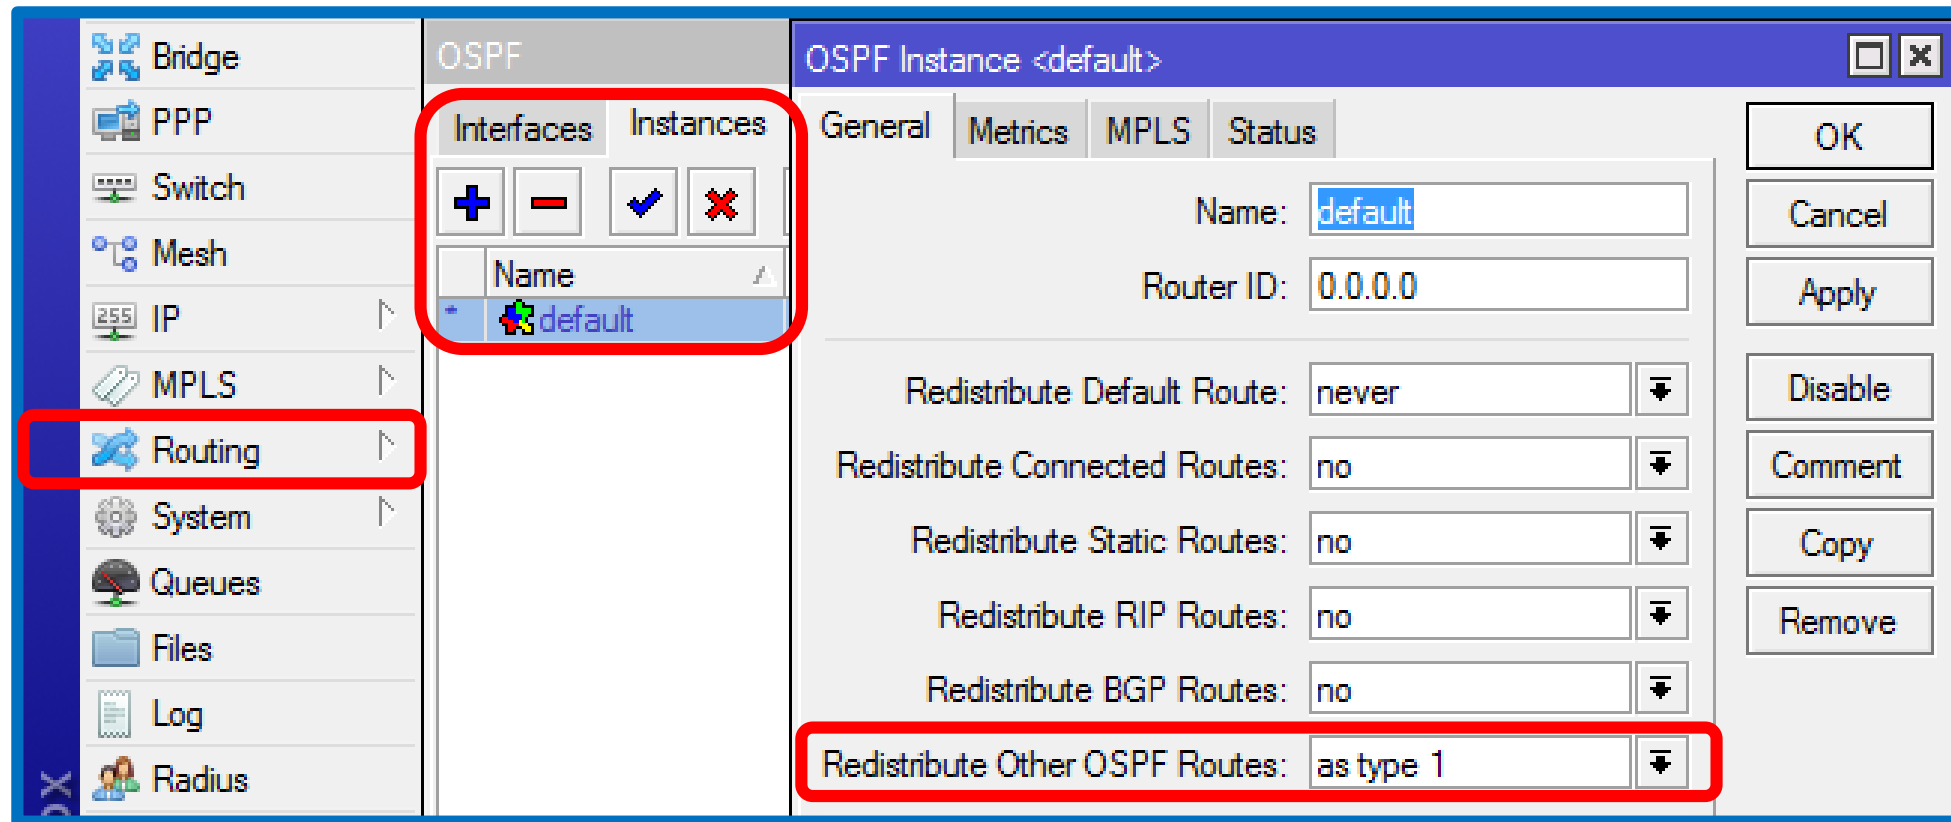 Bridge
PPP
Switch
Mesh
255 IP
MPLS
Routing
System
Queues
Files
Log
Radius
OSPF
Interfaces Instances
Name
* default
OSPF Instance <default>
General Metrics MPLS Status
Name: default
Router ID: 0.0.0.0
Redistribute Default Route: never
Redistribute Connected Routes: no
Redistribute Static Routes: no
Redistribute RIP Routes: no
Redistribute BGP Routes: no
Redistribute Other OSPF Routes: as type 1
OK
Cancel
Apply
Disable
Comment
Copy
Remove